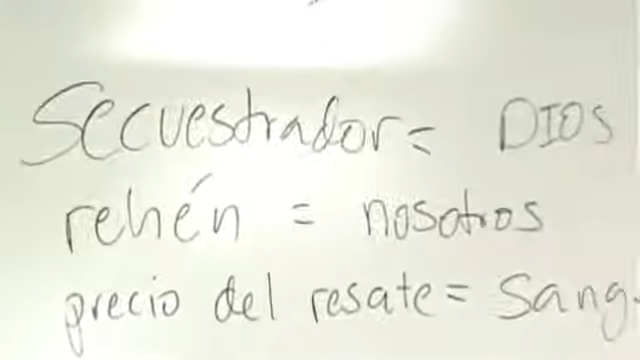 Secuestrador = DIOS
rehén = nosotros
precio del resate = Sang